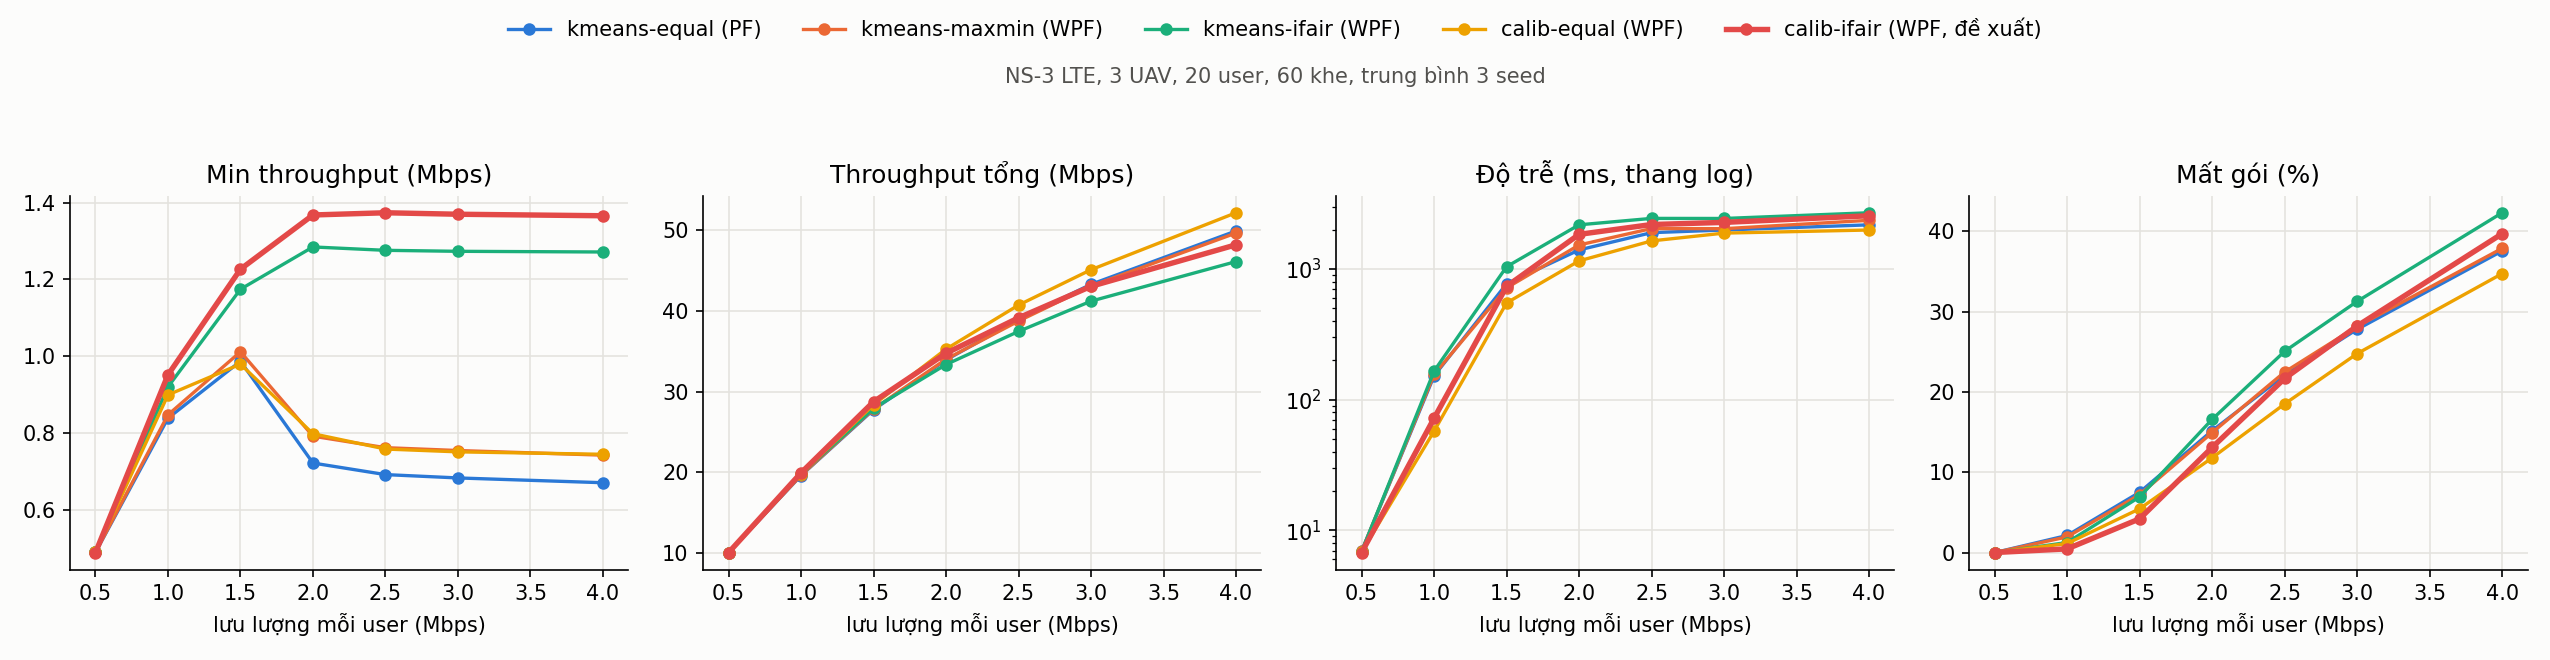 kmeans-equal (PF) kmeans-maxmin (WPF) kmeans-ifair (WPF) calib-equal (WPF) calib-ifair (WPF, đề xuất)
NS-3 LTE, 3 UAV, 20 user, 60 khe, trung bình 3 seed
Min throughput (Mbps)
1.4
1.2
1.0
0.8
0.6
0.5 1.0 1.5 2.0 2.5 3.0 3.5 4.0
lưu lượng mỗi user (Mbps)
Throughput tổng (Mbps)
50
40
30
20
10
0.5 1.0 1.5 2.0 2.5 3.0 3.5 4.0
lưu lượng mỗi user (Mbps)
Độ trễ (ms, thang log)
10³
10²
10¹
0.5 1.0 1.5 2.0 2.5 3.0 3.5 4.0
lưu lượng mỗi user (Mbps)
Mất gói (%)
40
30
20
10
0
0.5 1.0 1.5 2.0 2.5 3.0 3.5 4.0
lưu lượng mỗi user (Mbps)